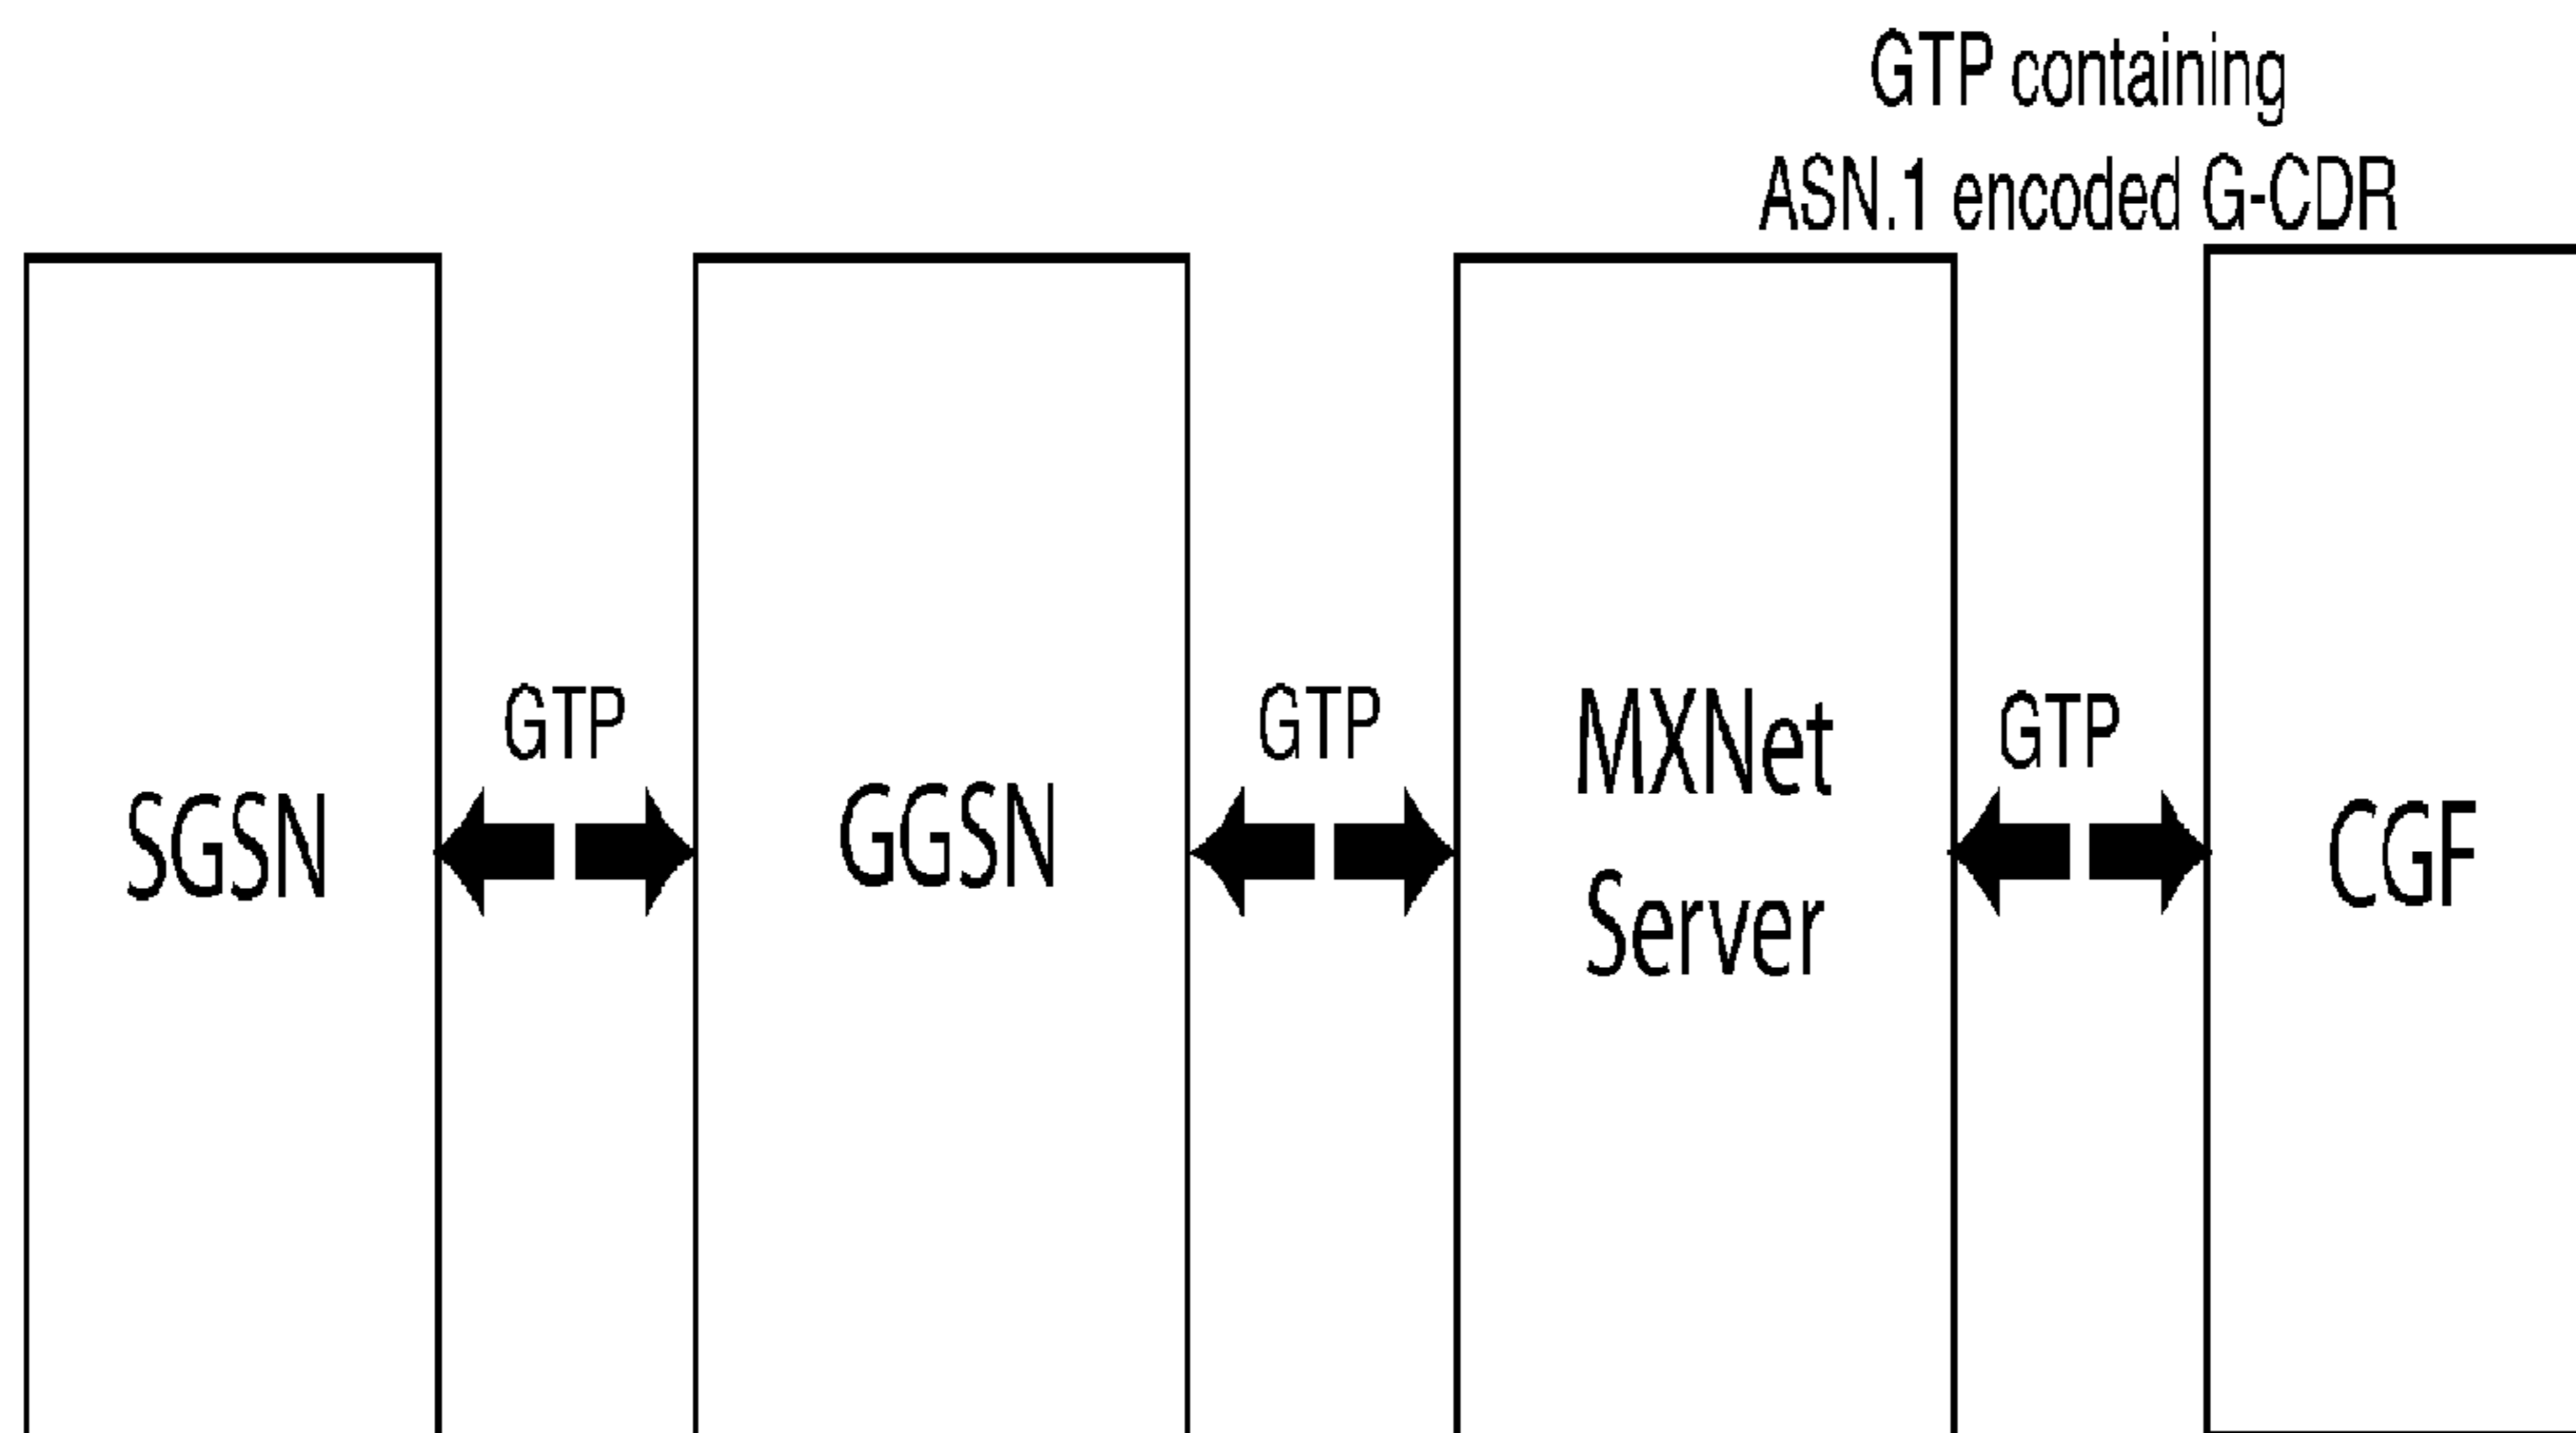 GTP containing
ASN.1 encoded G-CDR
GTP
GTP
GTP
SGSN
GGSN
MXNet
Server
CGF